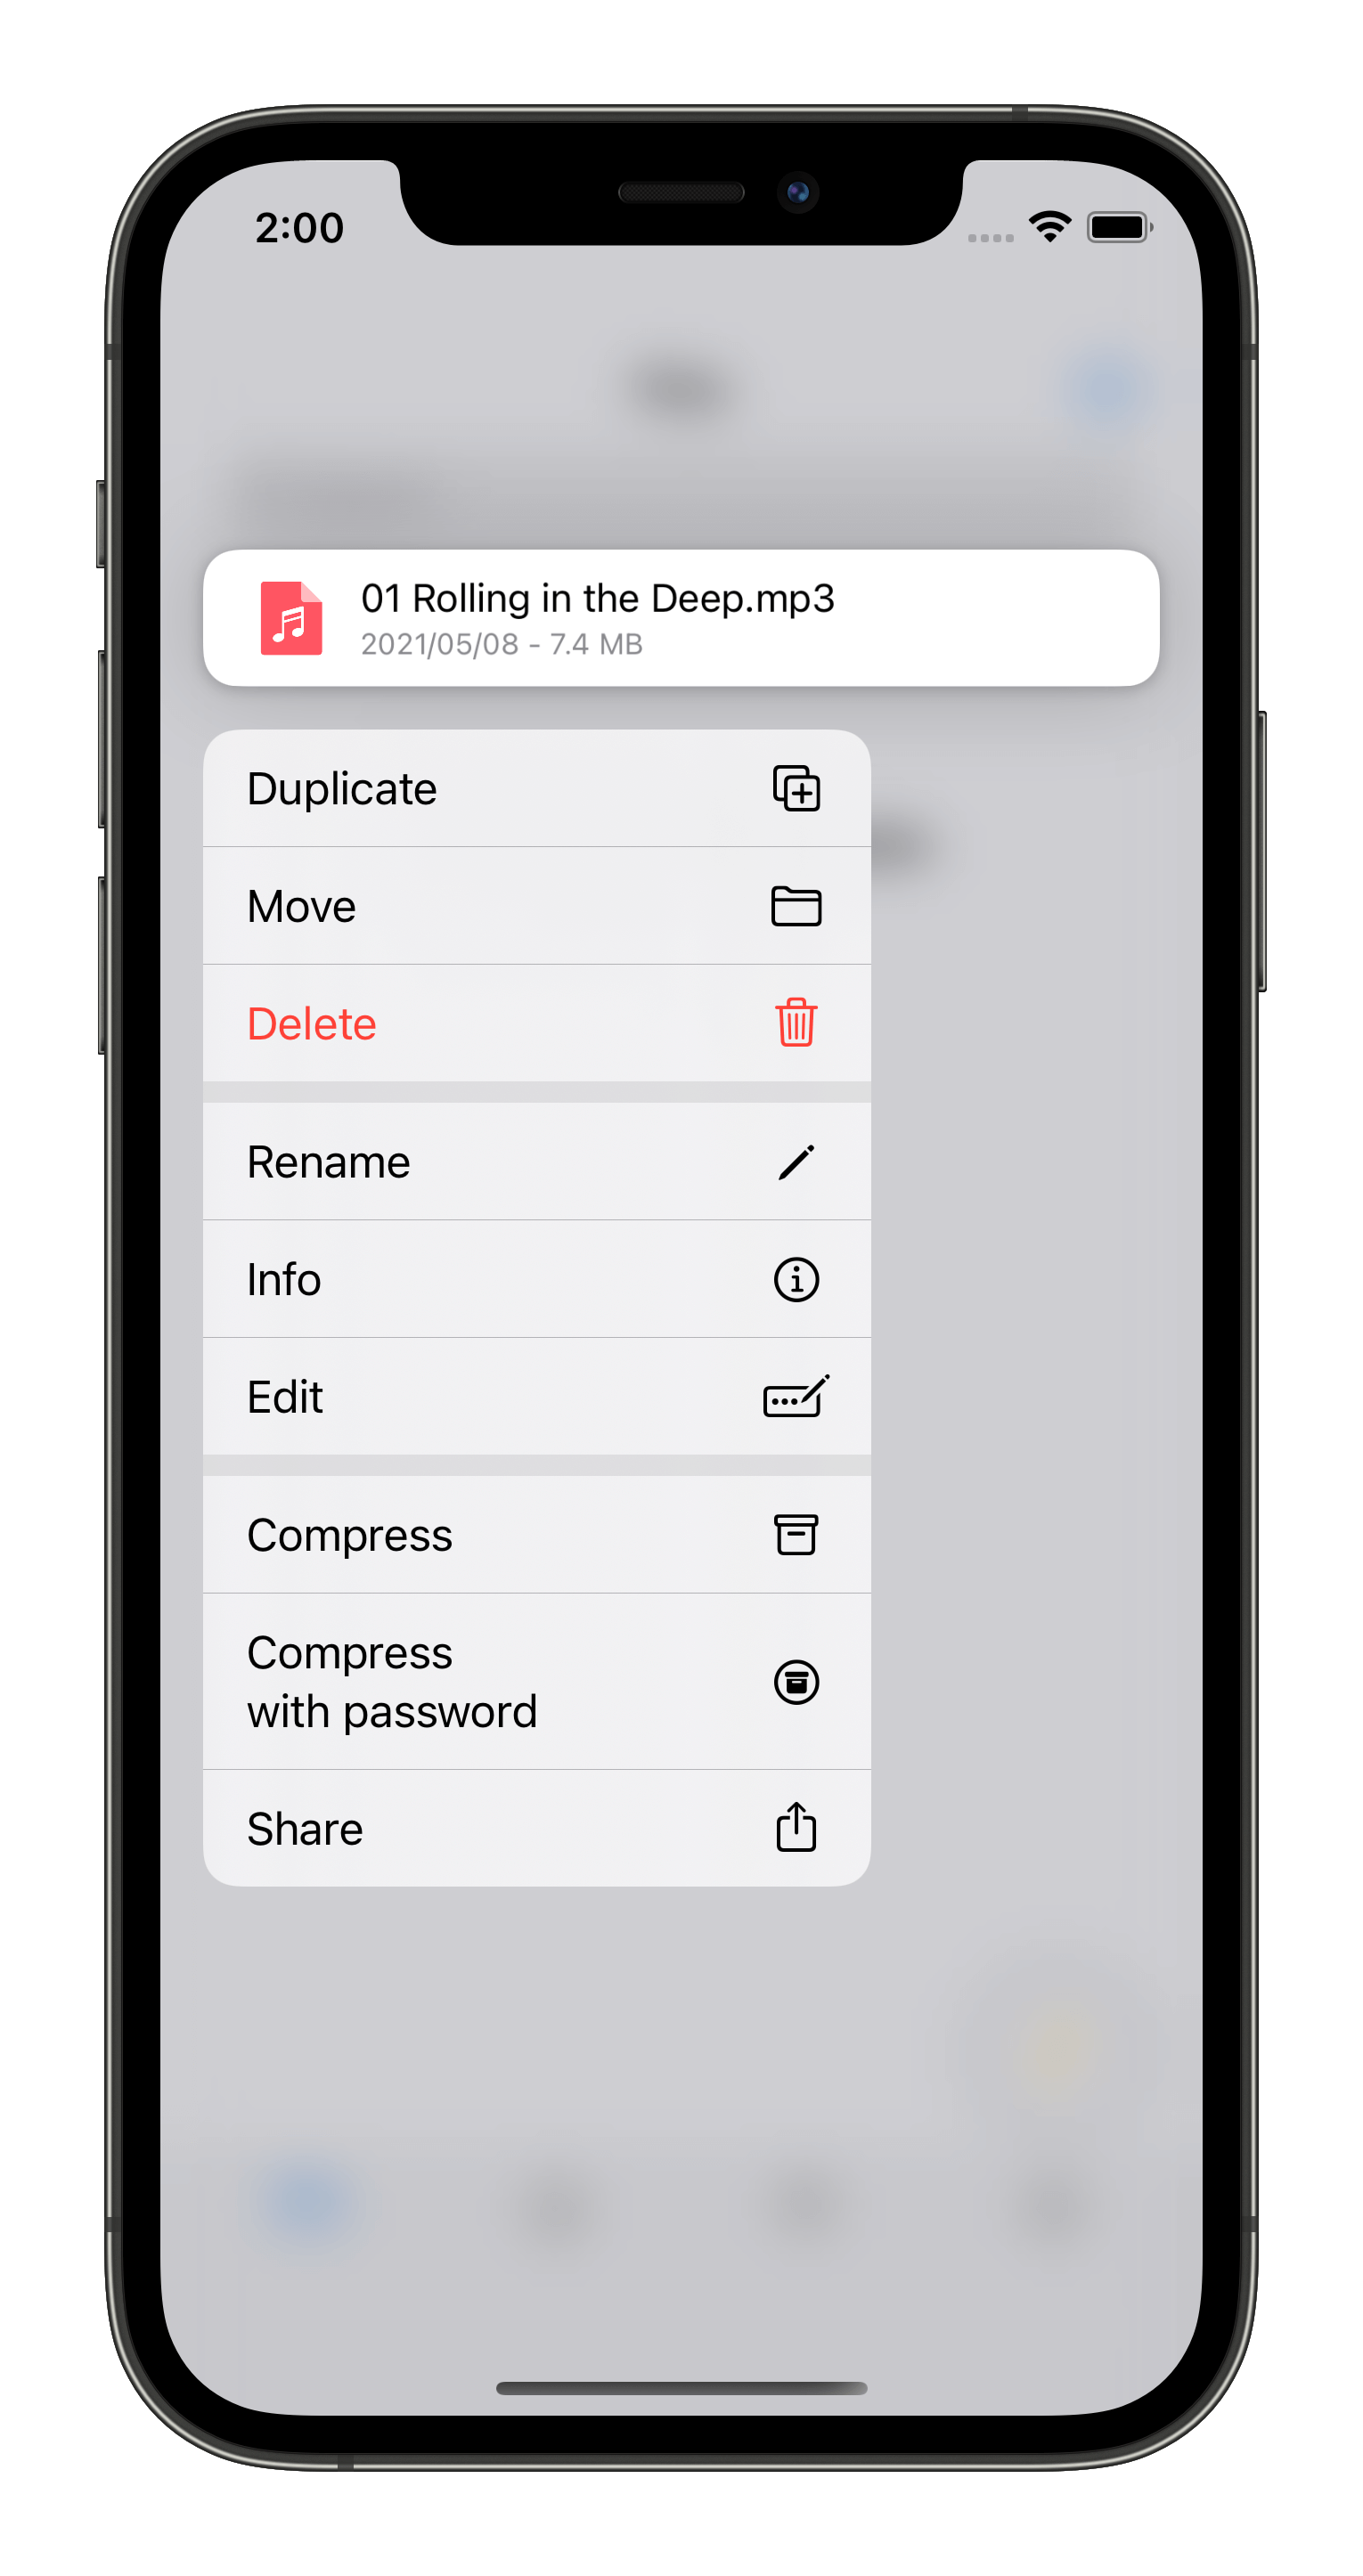 2:00
01 Rolling in the Deep.mp3
2021/05/08 - 7.4 MB
Duplicate
Move
Delete
Rename
Info
Edit
Compress
Compress
with password
Share